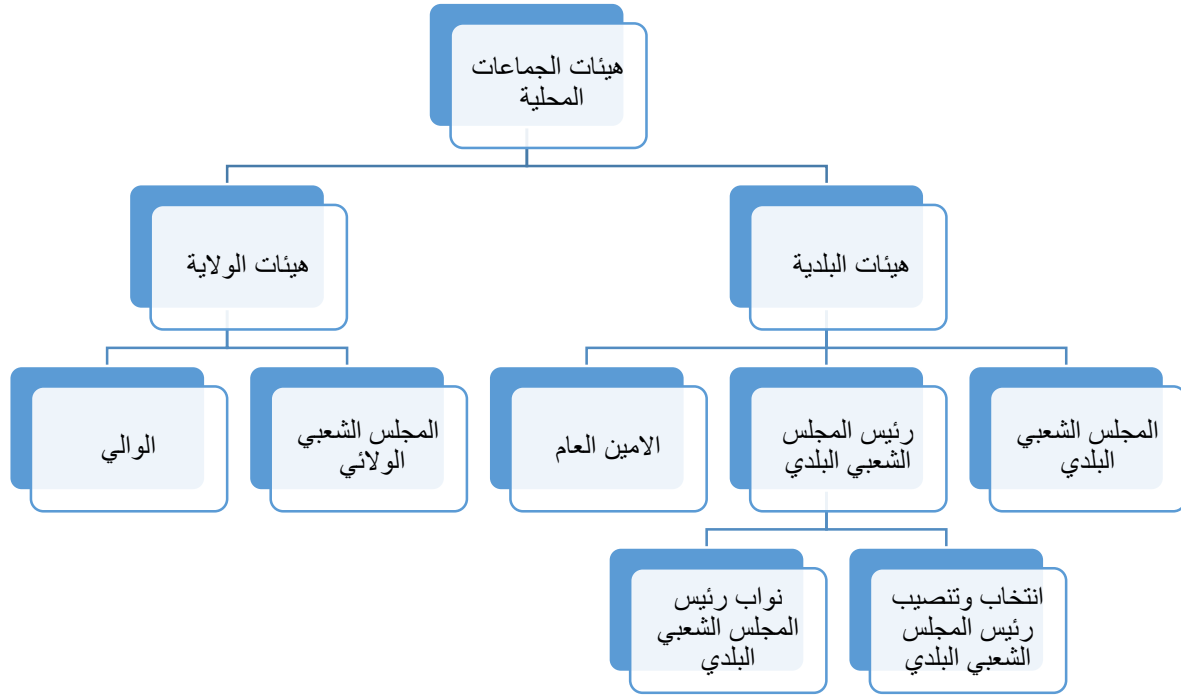 هيئات الجماعات
المحلية
هيئات البلدية
هيئات الولاية
المجلس الشعبي
البلدي
رئيس المجلس
الشعبي البلدي
الامين العام
المجلس الشعبي
الولائي
الوالي
انتخاب وتنصيب
رئيس المجلس
الشعبي البلدي
نواب رئيس
المجلس الشعبي
البلدي